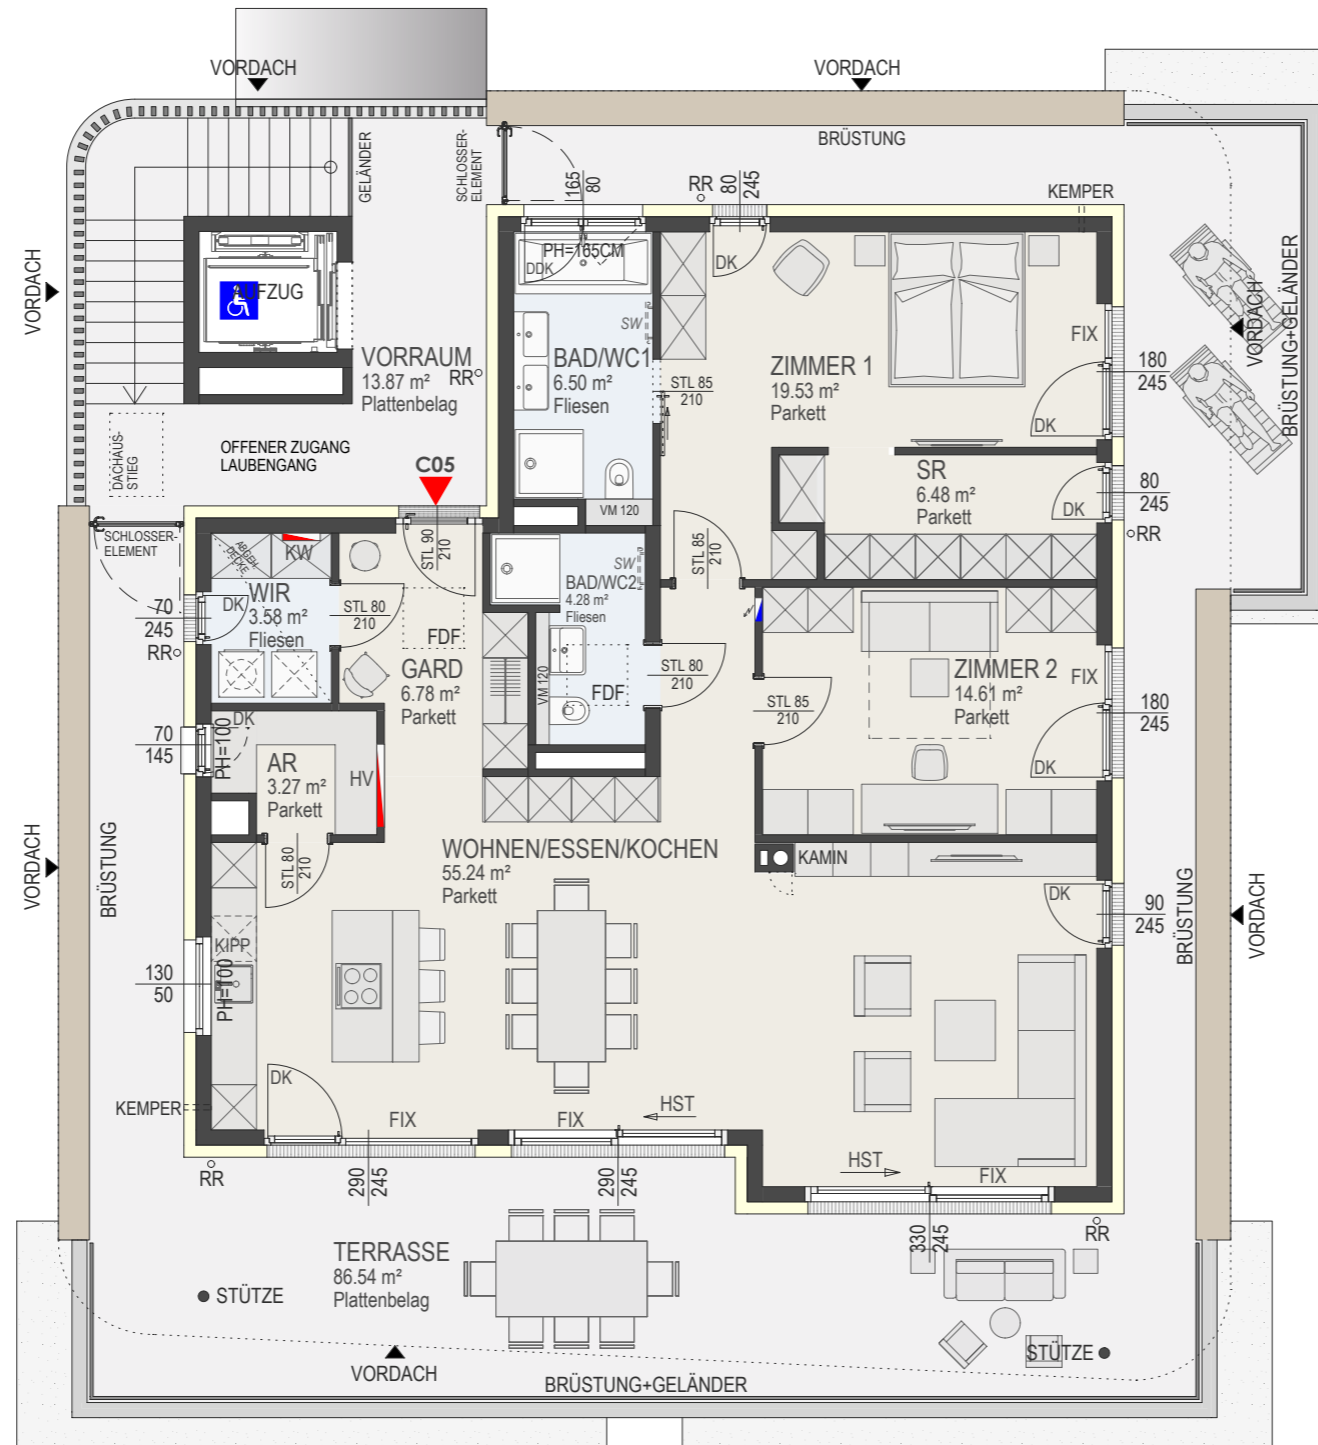 VORDACH
VORDACH
BRÜSTUNG
GELÄNDER
SCHLOSSER-
ELEMENT
165
80
RR
80
245
KEMPER
VORDACH
AUFZUG
PH=165CM
DDK
SW
DK
FIX
VORDACH
BRÜSTUNG+GELÄNDER
VORRAUM
13.87 m²
Plattenbelag
RR
BAD/WC1
6.50 m²
Fliesen
STL 85
210
ZIMMER 1
19.53 m²
Parkett
180
245
DK
DACHAUS-
STIEG
OFFENER ZUGANG
LAUBENGANG
C05
SR
6.48 m²
Parkett
DK
80
245
RR
VM 120
SCHLOSSER-
ELEMENT
ABGEH.
DECKE
KW
STL 90
210
SW
STL 85
210
BAD/WC2
4.28 m²
Fliesen
WIR
3.58 m²
Fliesen
DK
70
245
RR
STL 80
210
FDF
GARD
6.78 m²
Parkett
VM 120
FDF
STL 80
210
STL 85
210
ZIMMER 2
14.61 m²
Parkett
FIX
180
245
DK
DK
70
145
PH=100
AR
3.27 m²
Parkett
HV
STL 80
210
WOHNEN/ESSEN/KOCHEN
55.24 m²
Parkett
KAMIN
DK
90
245
VORDACH
BRÜSTUNG
BRÜSTUNG
VORDACH
KIPP
130
50
PH=100
KEMPER
DK
FIX
FIX
HST
HST
FIX
RR
290
245
290
245
330
245
RR
TERRASSE
86.54 m²
Plattenbelag
STÜTZE
STÜTZE
VORDACH
BRÜSTUNG+GELÄNDER